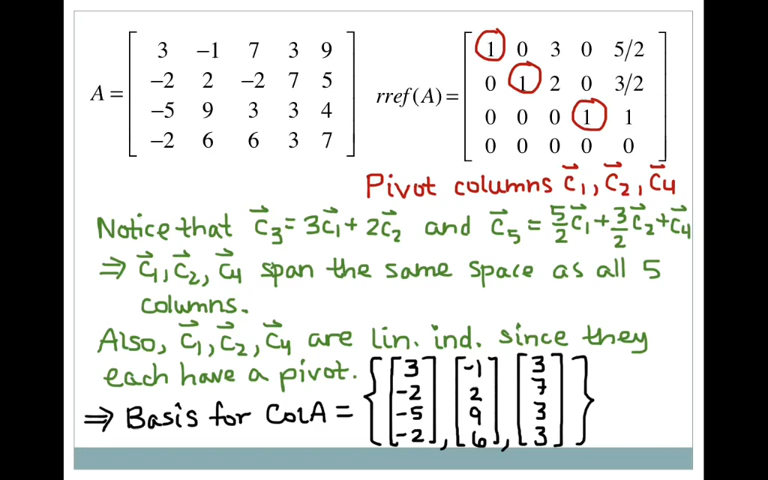 A = [ 3 −1 7 3 9
−2 2 −2 7 5
−5 9 3 3 4
−2 6 6 3 7 ]
rref(A) = [ 1 0 3 0 5/2
0 1 2 0 3/2
0 0 0 1 1
0 0 0 0 0 ]
Pivot columns c⃗₁, c⃗₂, c⃗₄
Notice that c⃗₃ = 3c⃗₁ + 2c⃗₂ and c⃗₅ = 5/2 c⃗₁ + 3/2 c⃗₂ + c⃗₄
⇒ c⃗₁, c⃗₂, c⃗₄ span the same space as all 5
columns.
Also, c⃗₁, c⃗₂, c⃗₄ are lin. ind. since they
each have a pivot.
⇒ Basis for Col A = { [ 3 −2 −5 −2 ], [ −1 2 9 6 ], [ 3 7 3 3 ] }